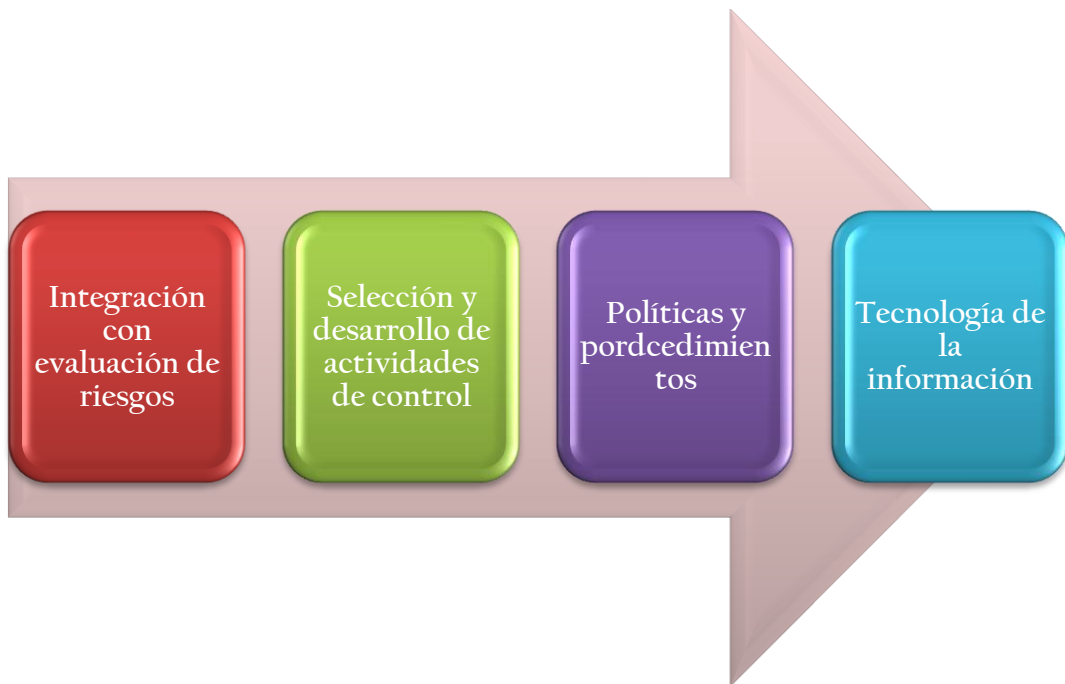 Integración
con
evaluación de
riesgos
Selección y
desarrollo de
actividades
de control
Políticas y
pordcedimien
tos
Tecnología de
la
información